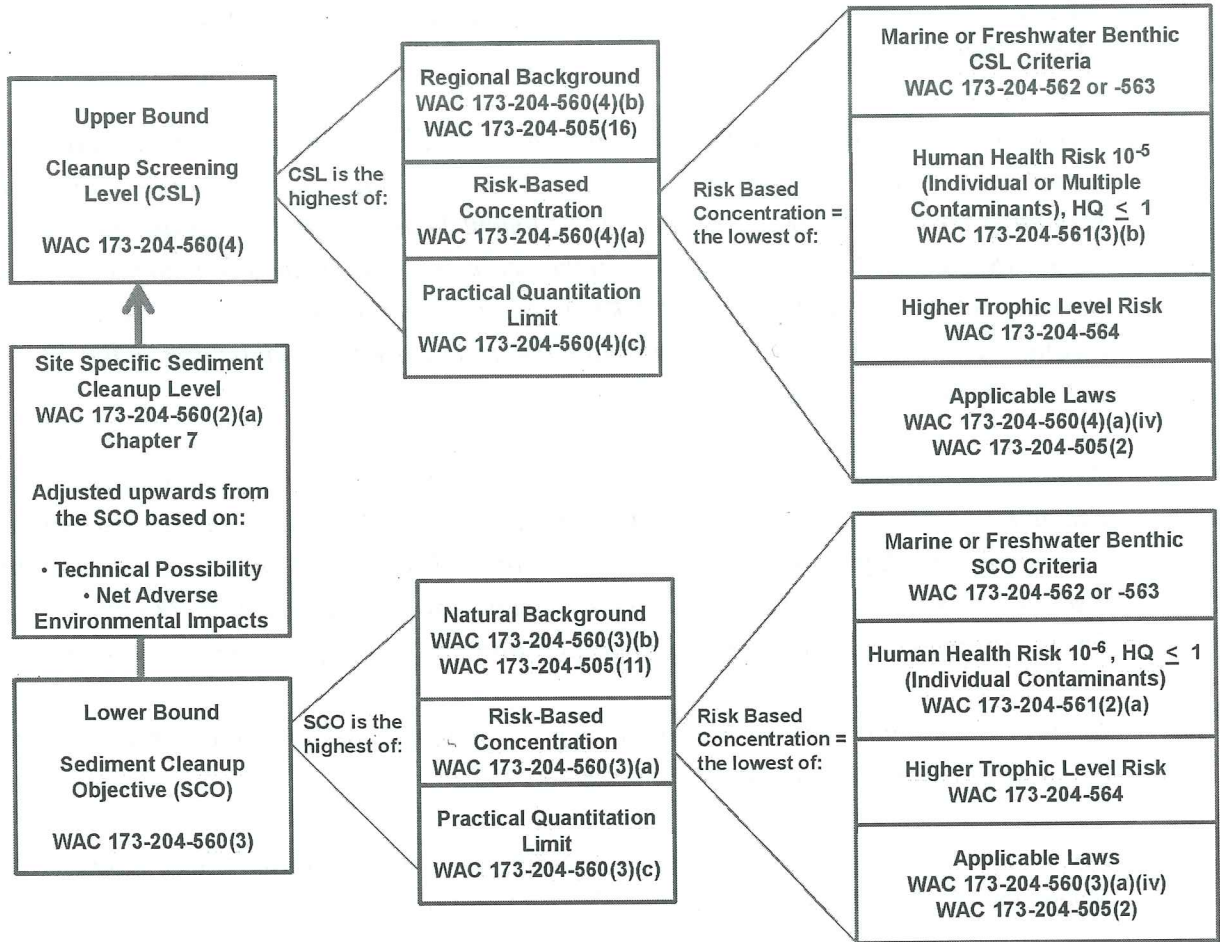 Upper Bound
Cleanup Screening
Level (CSL)
WAC 173-204-560(4)
CSL is the
highest of:
Regional Background
WAC 173-204-560(4)(b)
WAC 173-204-505(16)
Risk-Based
Concentration
WAC 173-204-560(4)(a)
Practical Quantitation
Limit
WAC 173-204-560(4)(c)
Risk Based
Concentration =
the lowest of:
Marine or Freshwater Benthic
CSL Criteria
WAC 173-204-562 or -563
Human Health Risk 10-5
(Individual or Multiple
Contaminants), HQ ≤ 1
WAC 173-204-561(3)(b)
Higher Trophic Level Risk
WAC 173-204-564
Applicable Laws
WAC 173-204-560(4)(a)(iv)
WAC 173-204-505(2)
Site Specific Sediment
Cleanup Level
WAC 173-204-560(2)(a)
Chapter 7
Adjusted upwards from
the SCO based on:
• Technical Possibility
• Net Adverse
Environmental Impacts
Lower Bound
Sediment Cleanup
Objective (SCO)
WAC 173-204-560(3)
SCO is the
highest of:
Natural Background
WAC 173-204-560(3)(b)
WAC 173-204-505(11)
Risk-Based
Concentration
WAC 173-204-560(3)(a)
Practical Quantitation
Limit
WAC 173-204-560(3)(c)
Risk Based
Concentration =
the lowest of:
Marine or Freshwater Benthic
SCO Criteria
WAC 173-204-562 or -563
Human Health Risk 10-6 , HQ ≤ 1
(Individual Contaminants)
WAC 173-204-561(2)(a)
Higher Trophic Level Risk
WAC 173-204-564
Applicable Laws
WAC 173-204-560(3)(a)(iv)
WAC 173-204-505(2)